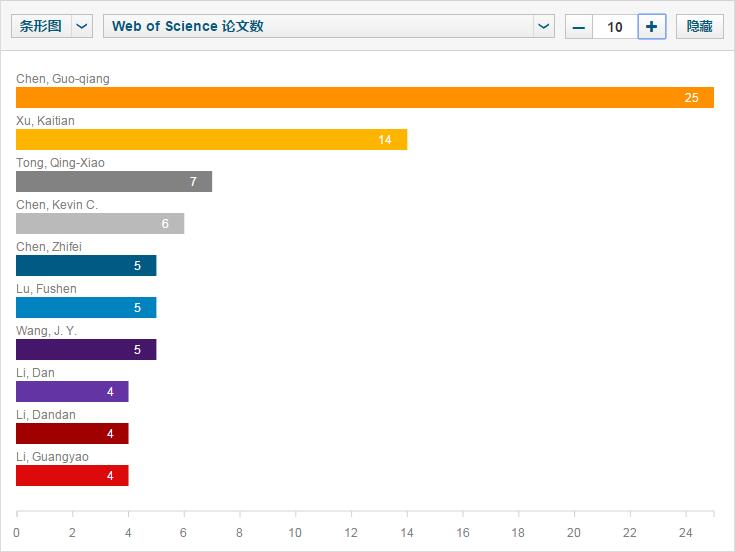 条形图 Web of Science 论文数 10 隐藏
Chen, Guo-qiang
25
Xu, Kaitian
14
Tong, Qing-Xiao
7
Chen, Kevin C.
6
Chen, Zhifei
5
Lu, Fushen
5
Wang, J. Y.
5
Li, Dan
4
Li, Dandan
4
Li, Guangyao
4
0 2 4 6 8 10 12 14 16 18 20 22 24